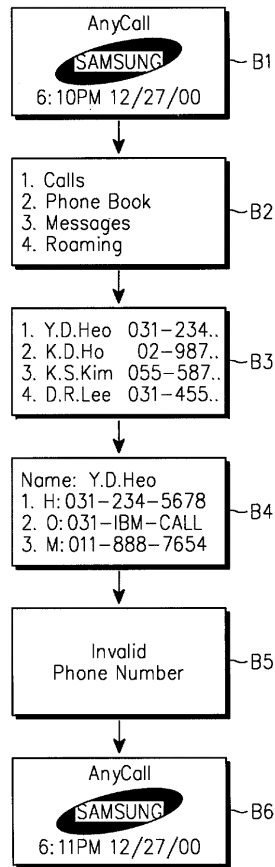 AnyCall
SAMSUNG
6:10PM 12/27/00
B1
1. Calls
2. Phone Book
3. Messages
4. Roaming
B2
1. Y.D.Heo 031-234..
2. K.D.Ho 02-987..
3. K.S.Kim 055-587..
4. D.R.Lee 031-455..
B3
Name: Y.D.Heo
1. H:031-234-5678
2. O:031-IBM-CALL
3. M:011-888-7654
B4
Invalid
Phone Number
B5
AnyCall
SAMSUNG
6:11PM 12/27/00
B6